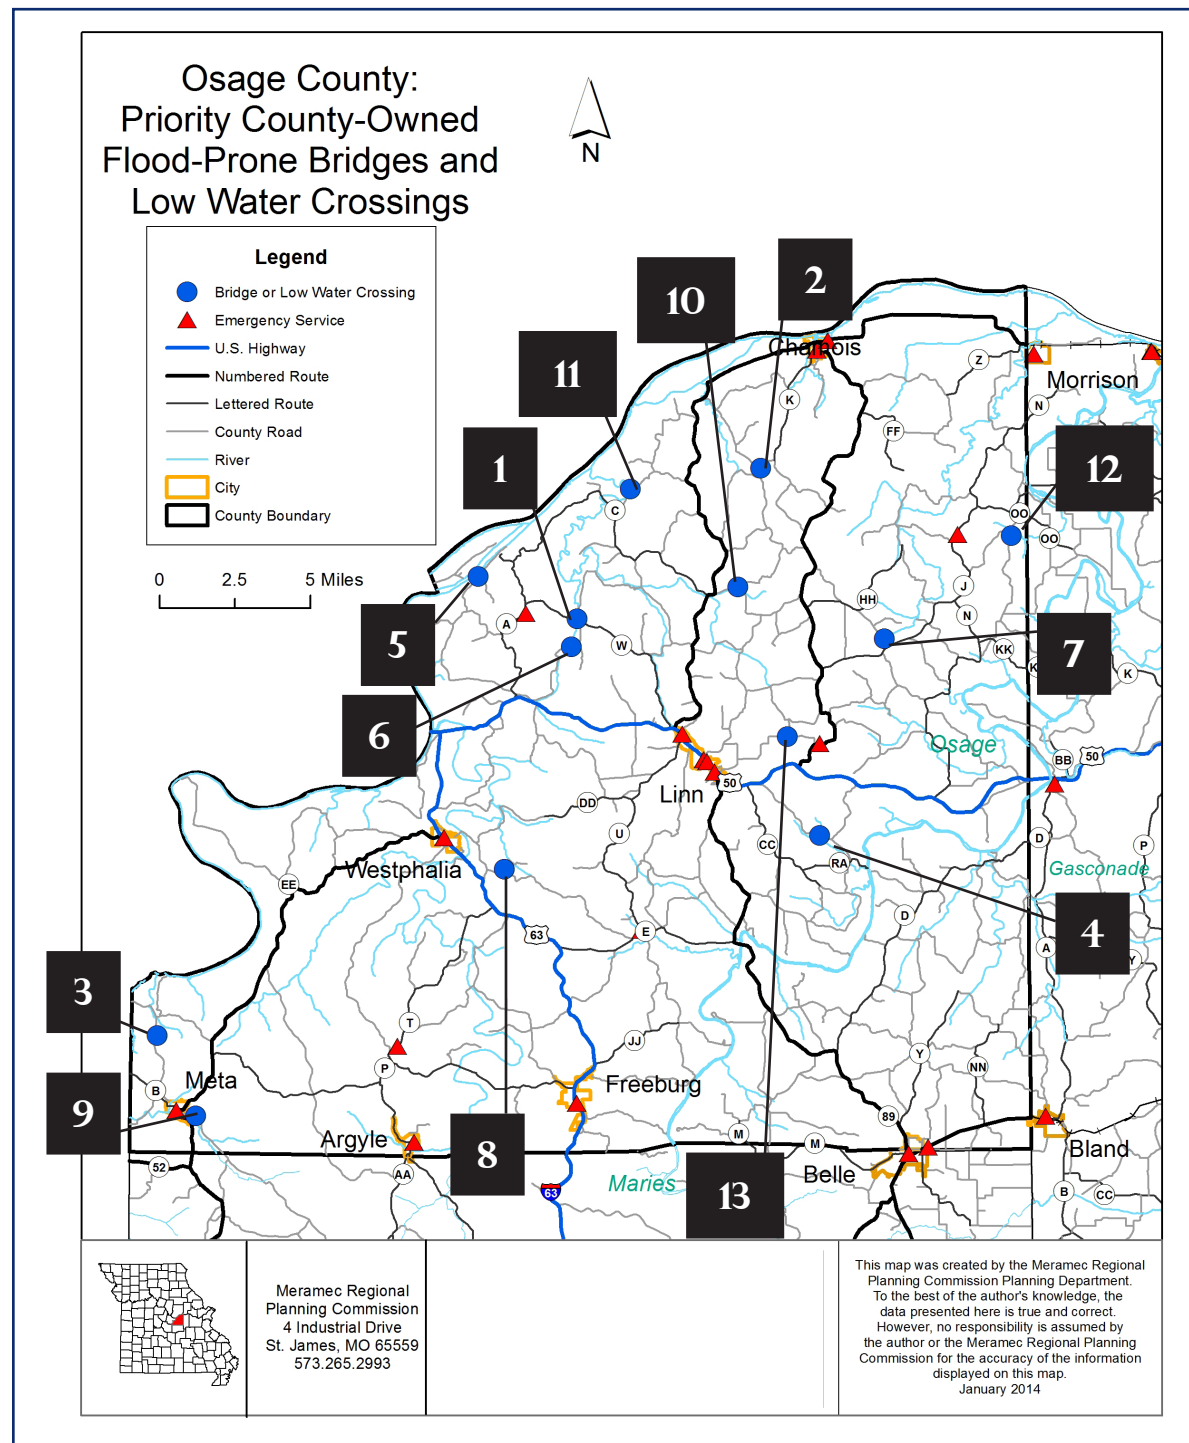 Osage County:
Priority County-Owned
Flood-Prone Bridges and
Low Water Crossings
N
Legend
Bridge or Low Water Crossing
Emergency Service
U.S. Highway
Numbered Route
Lettered Route
County Road
River
City
County Boundary
0 2.5 5 Miles
2
10
11
1
12
5
6
7
4
3
9
8
13
Chamois
Morrison
Z
K
N
FF
C
OO
OO
A
HH
J
N
W
KK
K
K
Osage
BB
50
Linn
50
DD
U
CC
D
P
Westphalia
RA
Gasconade
EE
D
63
E
A
Y
T
JJ
Y
P
NN
B
Meta
Freeburg
89
Argyle
M
M
Bland
Belle
52
AA
63
Maries
B
CC
Meramec Regional
Planning Commission
4 Industrial Drive
St. James, MO 65559
573.265.2993
This map was created by the Meramec Regional
Planning Commission Planning Department.
To the best of the author's knowledge, the
data presented here is true and correct.
However, no responsibility is assumed by
the author or the Meramec Regional Planning
Commission for the accuracy of the information
displayed on this map.
January 2014